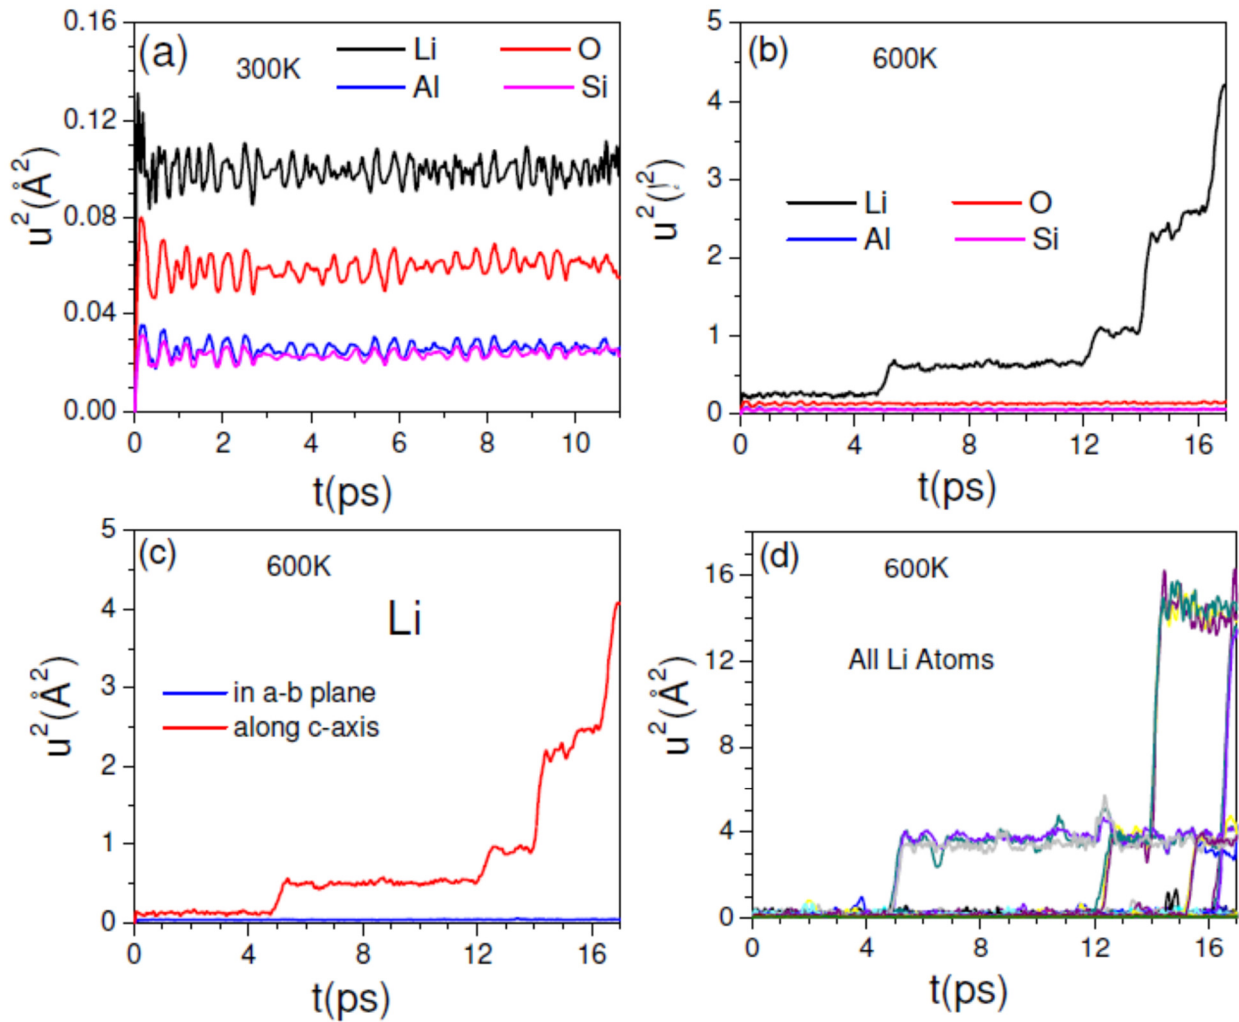 (a)
300K
Li
O
Al
Si
0.16
0.12
0.08
0.04
0.00
u²(Å²)
0 2 4 6 8 10
t(ps)
(b)
600K
Li
O
Al
Si
5
4
3
2
1
0
0 4 8 12 16
t(ps)
(c)
600K
Li
in a-b plane
along c-axis
5
4
3
2
1
0
u²(Å²)
0 4 8 12 16
t(ps)
(d)
600K
All Li Atoms
16
12
8
4
0
u²(Å²)
0 4 8 12 16
t(ps)